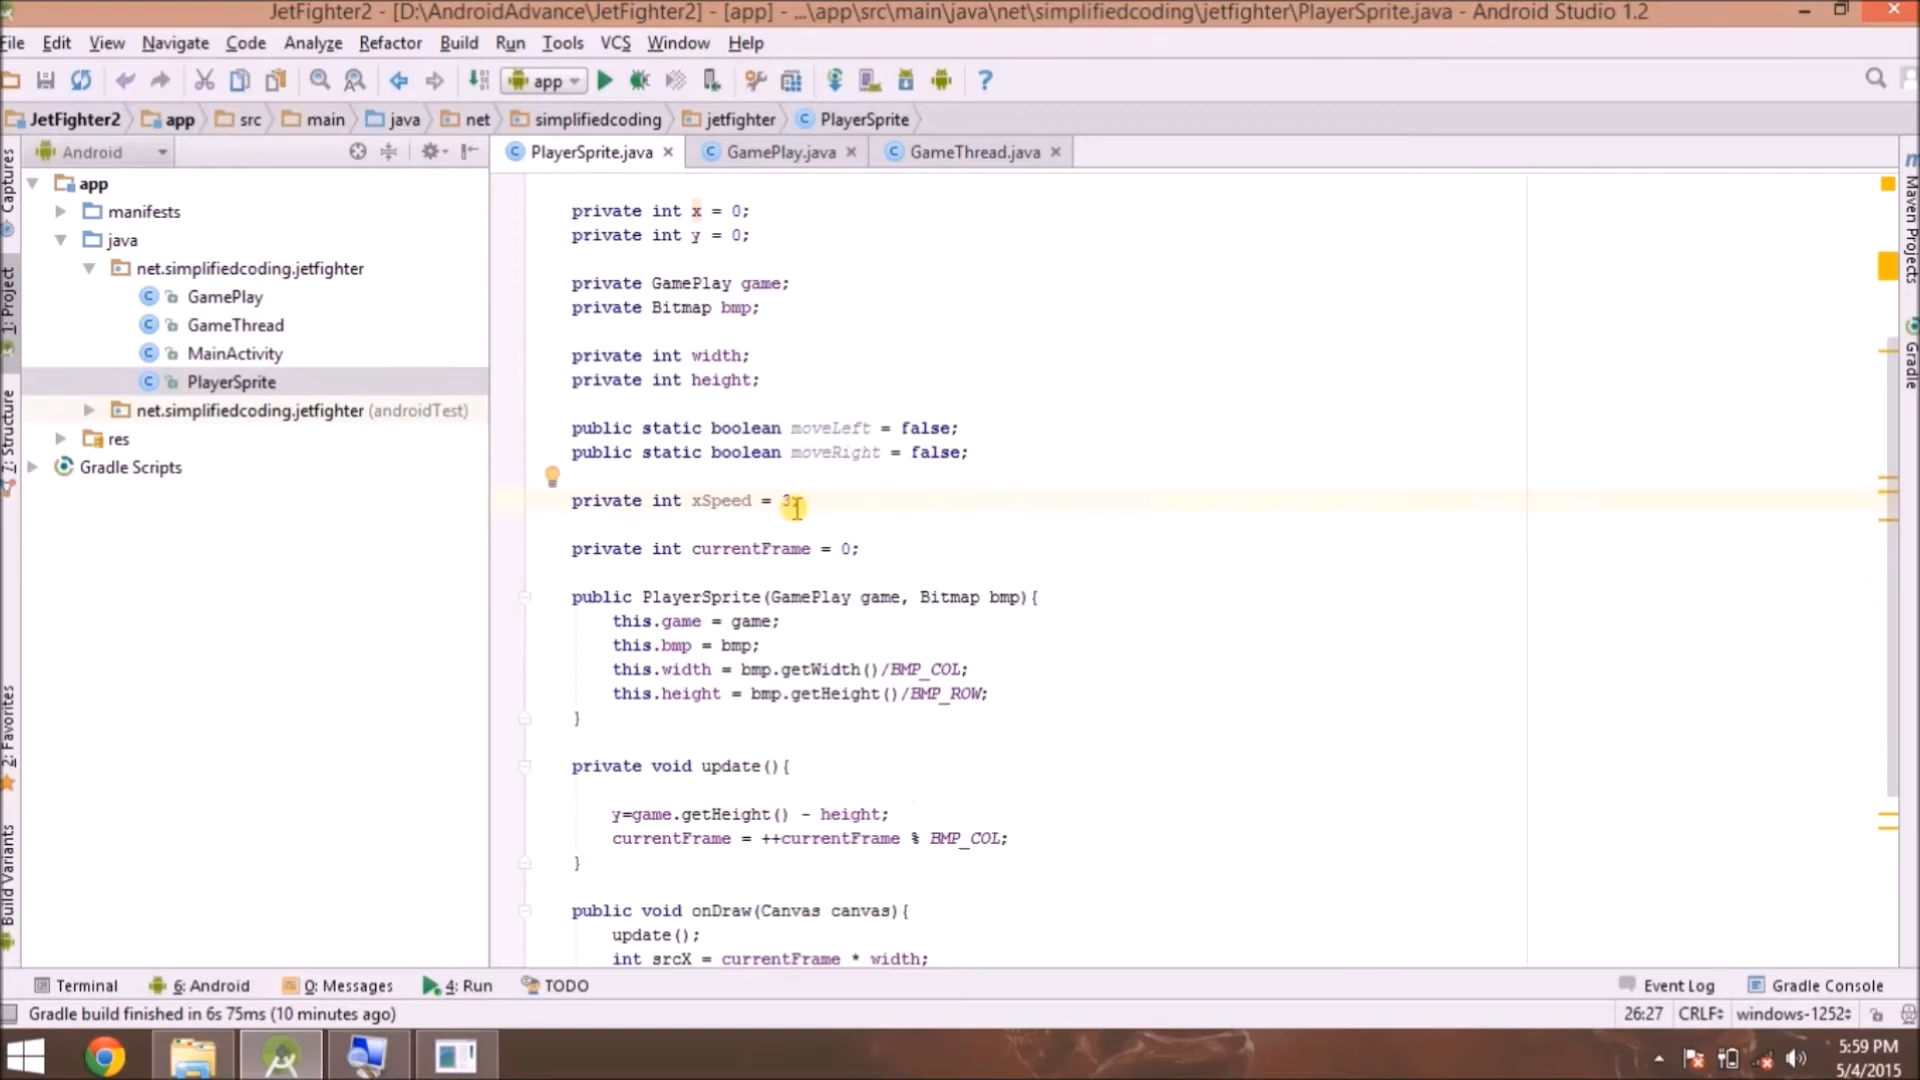 JetFighter2 - [D:\AndroidAdvance\JetFighter2] - [app] - ...\app\src\main\java\net\simplifiedcoding\jetfighter\PlayerSprite.java - Android Studio 1.2
File Edit View Navigate Code Analyze Refactor Build Run Tools VCS Window Help
app
JetFighter2 app src main java net simplifiedcoding jetfighter PlayerSprite
Android
PlayerSprite.java GamePlay.java GameThread.java
Captures
1: Project
7: Structure
2: Favorites
Build Variants
app
manifests
java
net.simplifiedcoding.jetfighter
GamePlay
GameThread
MainActivity
PlayerSprite
net.simplifiedcoding.jetfighter (androidTest)
res
Gradle Scripts
private int x = 0;
private int y = 0;
private GamePlay game;
private Bitmap bmp;
private int width;
private int height;
public static boolean moveLeft = false;
public static boolean moveRight = false;
private int xSpeed = 3;
private int currentFrame = 0;
public PlayerSprite(GamePlay game, Bitmap bmp){
this.game = game;
this.bmp = bmp;
this.width = bmp.getWidth()/BMP_COL;
this.height = bmp.getHeight()/BMP_ROW;
}
private void update(){
y=game.getHeight() - height;
currentFrame = ++currentFrame % BMP_COL;
}
public void onDraw(Canvas canvas){
update();
int srcX = currentFrame * width;
Maven Projects
Gradle
Terminal 6: Android 0: Messages 4: Run TODO Event Log Gradle Console
Gradle build finished in 6s 75ms (10 minutes ago) 26:27 CRLF windows-1252
5:59 PM
5/4/2015